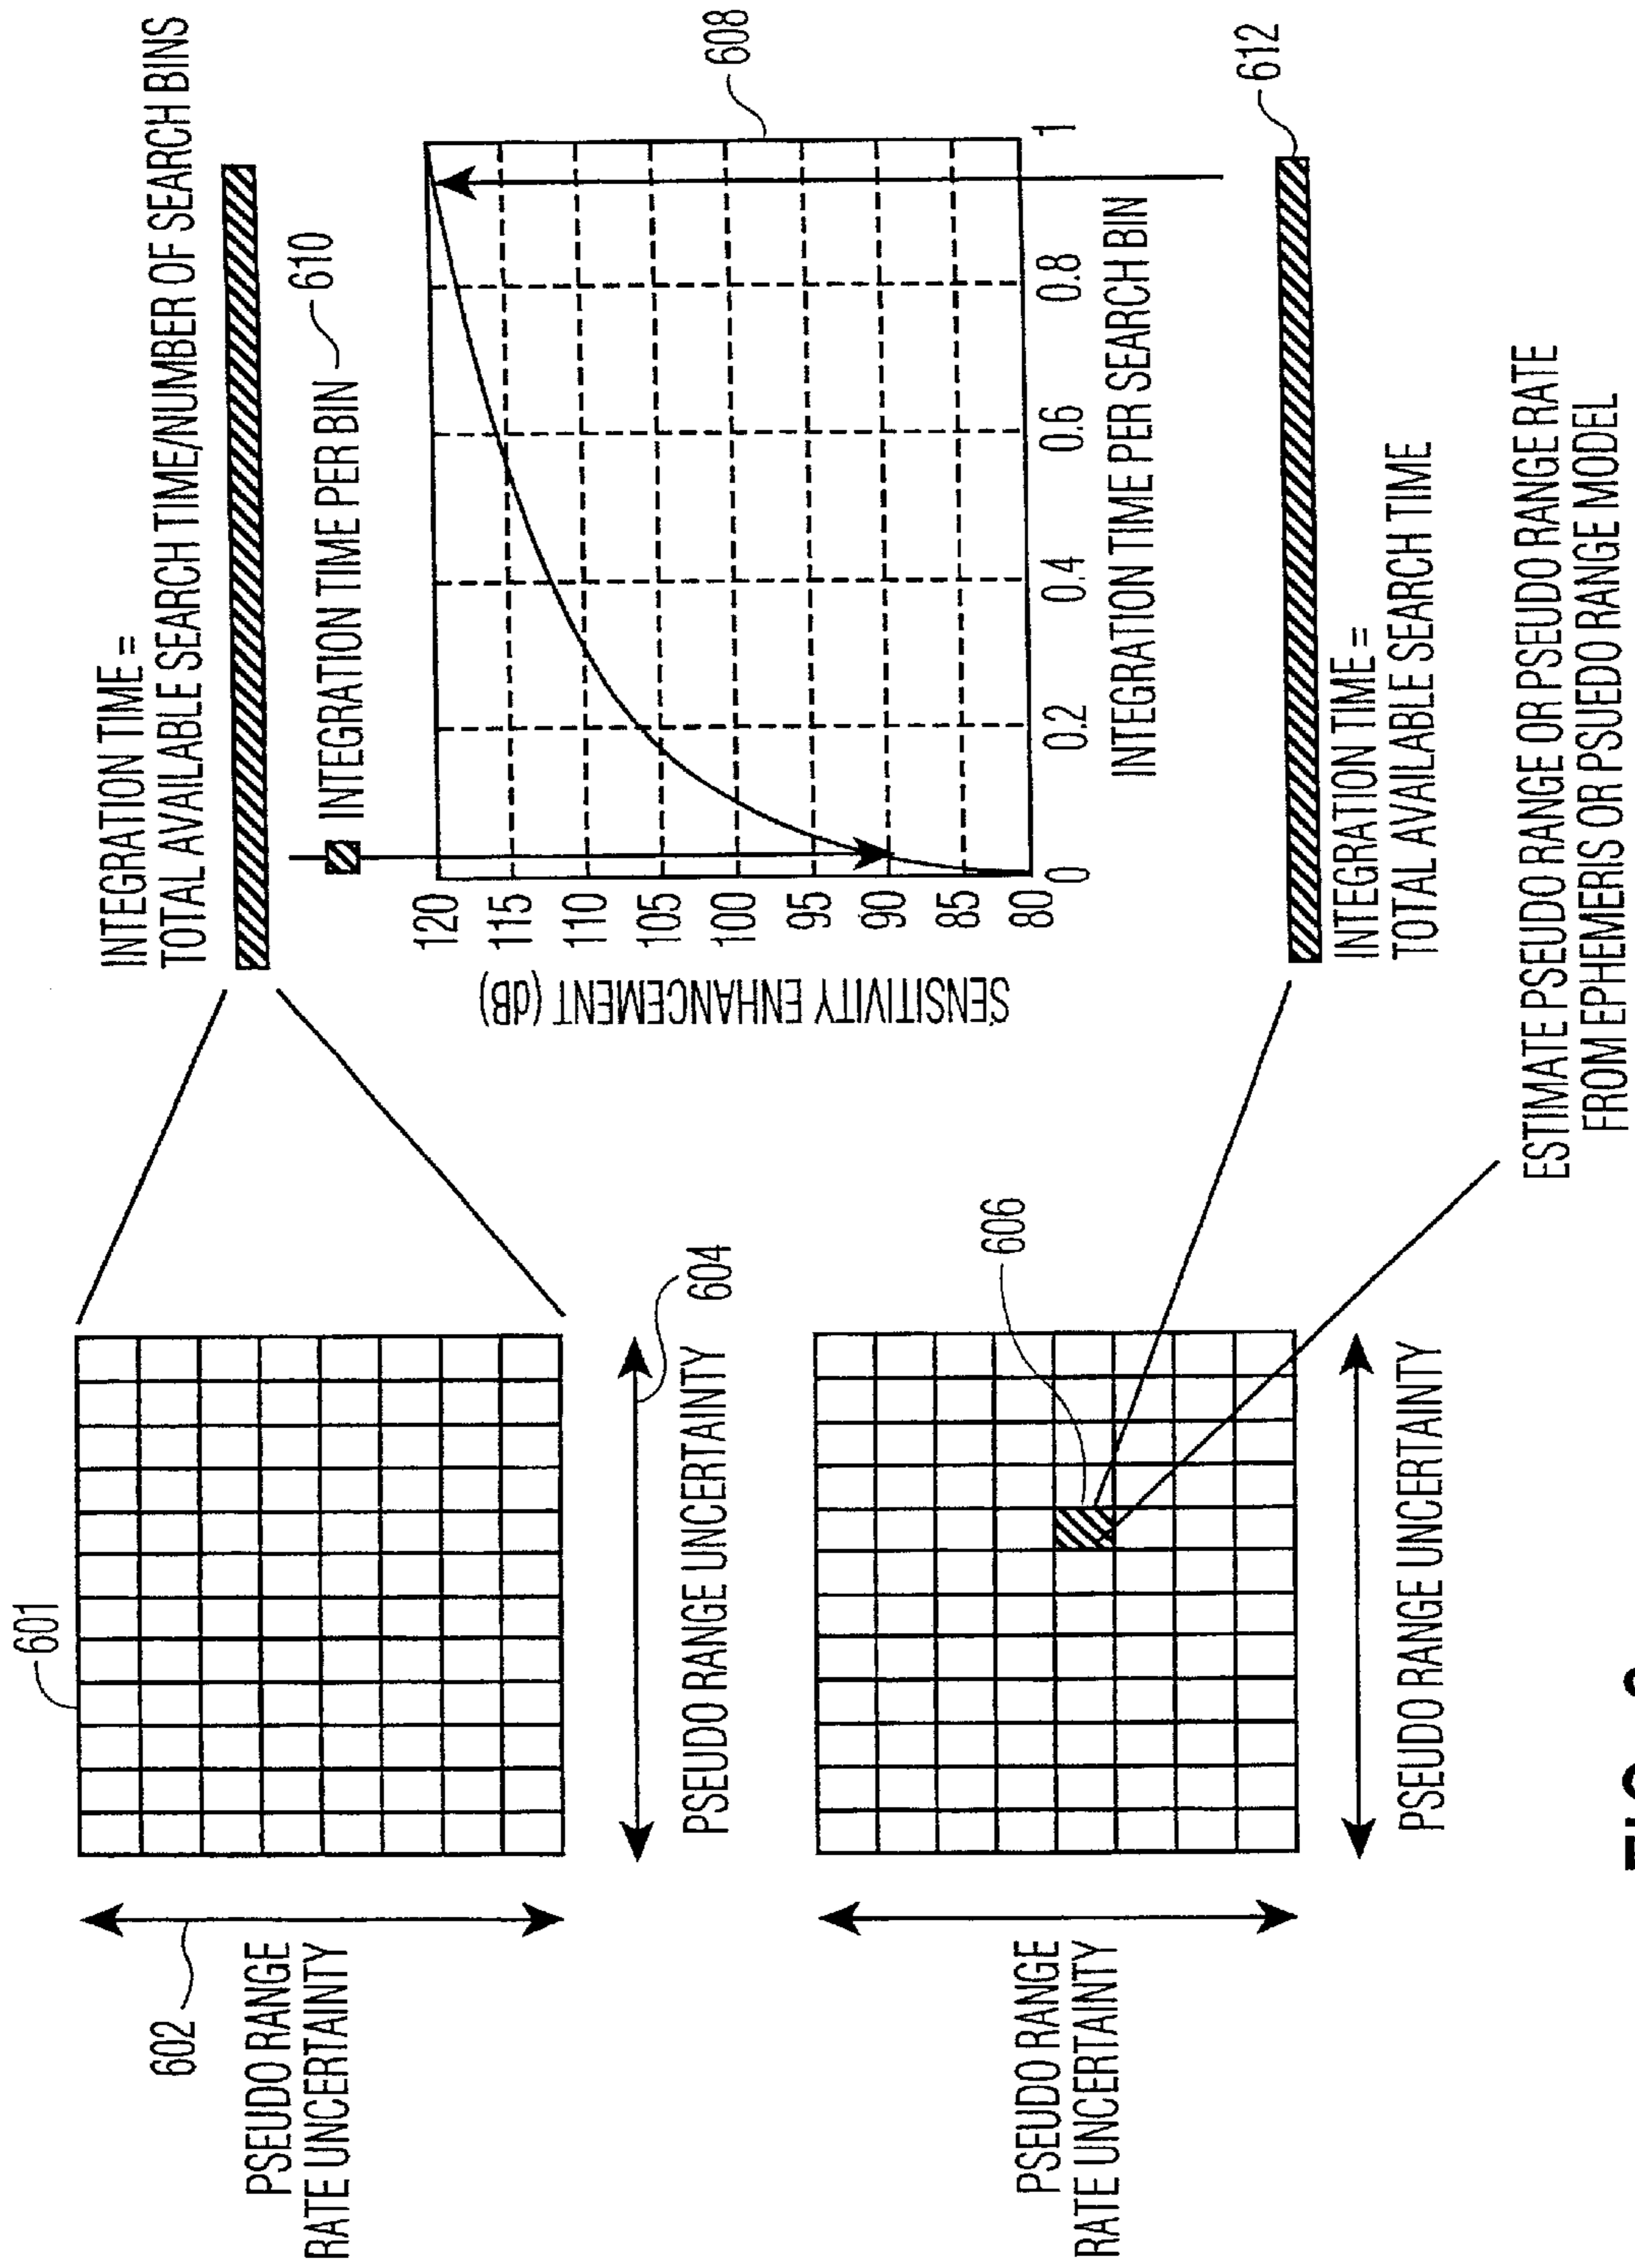 601
602
PSEUDO RANGE
RATE UNCERTAINTY
PSEUDO RANGE UNCERTAINTY
604
INTEGRATION TIME =
TOTAL AVAILABLE SEARCH TIME/NUMBER OF SEARCH BINS
INTEGRATION TIME PER BIN
610
SENSITIVITY ENHANCEMENT (dB)
120
115
110
105
100
95
90
85
80
0
0.2
0.4
0.6
0.8
1
INTEGRATION TIME PER SEARCH BIN
608
PSEUDO RANGE
RATE UNCERTAINTY
606
PSEUDO RANGE UNCERTAINTY
612
INTEGRATION TIME =
TOTAL AVAILABLE SEARCH TIME
ESTIMATE PSEUDO RANGE OR PSEUDO RANGE RATE
FROM EPHEMERIS OR PSUEDO RANGE MODEL